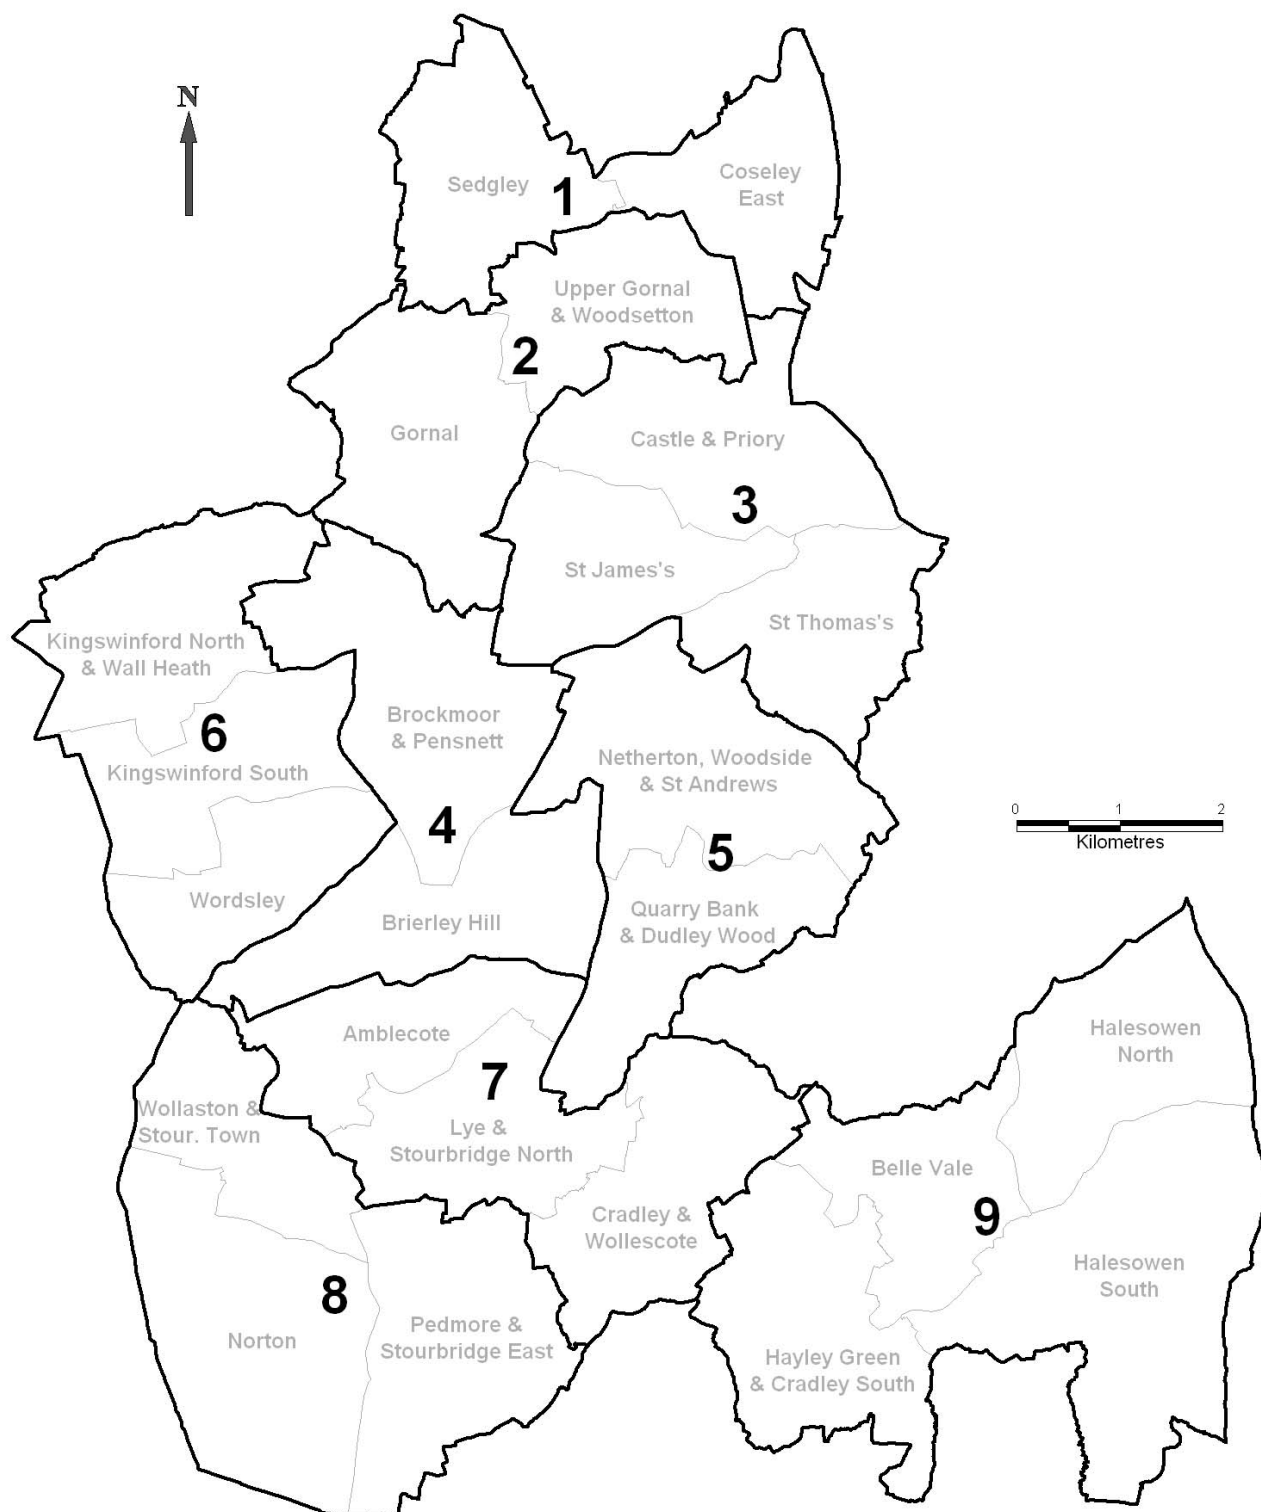 N
Sedgley
1
Coseley
East
Upper Gornal
& Woodsetton
2
Gornal
Castle & Priory
3
St James's
St Thomas's
Kingswinford North
& Wall Heath
6
Kingswinford South
Wordsley
Brockmoor
& Pensnett
4
Brierley Hill
Netherton, Woodside
& St Andrews
5
Quarry Bank
& Dudley Wood
0 1 2
Kilometres
Amblecote
7
Lye &
Stourbridge North
Cradley &
Wollescote
Wollaston &
Stour. Town
8
Norton
Pedmore &
Stourbridge East
Halesowen
North
Belle Vale
9
Halesowen
South
Hayley Green
& Cradley South